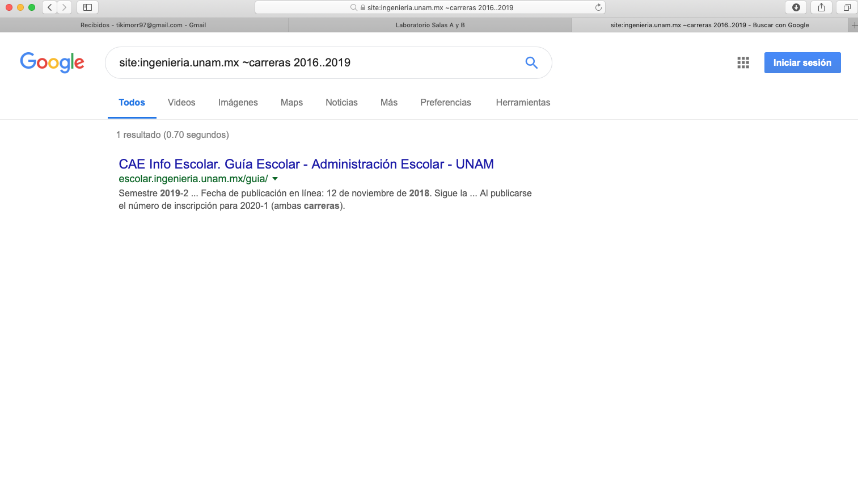 site:ingenieria.unam.mx ~carreras 2016..2019
Recibidos - tikimorr97@gmail.com - Gmail
Laboratorio Salas A y B
site:ingenieria.unam.mx ~carreras 2016..2019 - Buscar con Google
Google
site:ingenieria.unam.mx ~carreras 2016..2019
Iniciar sesión
Todos Videos Imágenes Maps Noticias Más Preferencias Herramientas
1 resultado (0.70 segundos)
CAE Info Escolar. Guía Escolar - Administración Escolar - UNAM
escolar.ingenieria.unam.mx/guia/
Semestre 2019-2 ... Fecha de publicación en línea: 12 de noviembre de 2018. Sigue la ... Al publicarse
el número de inscripción para 2020-1 (ambas carreras).